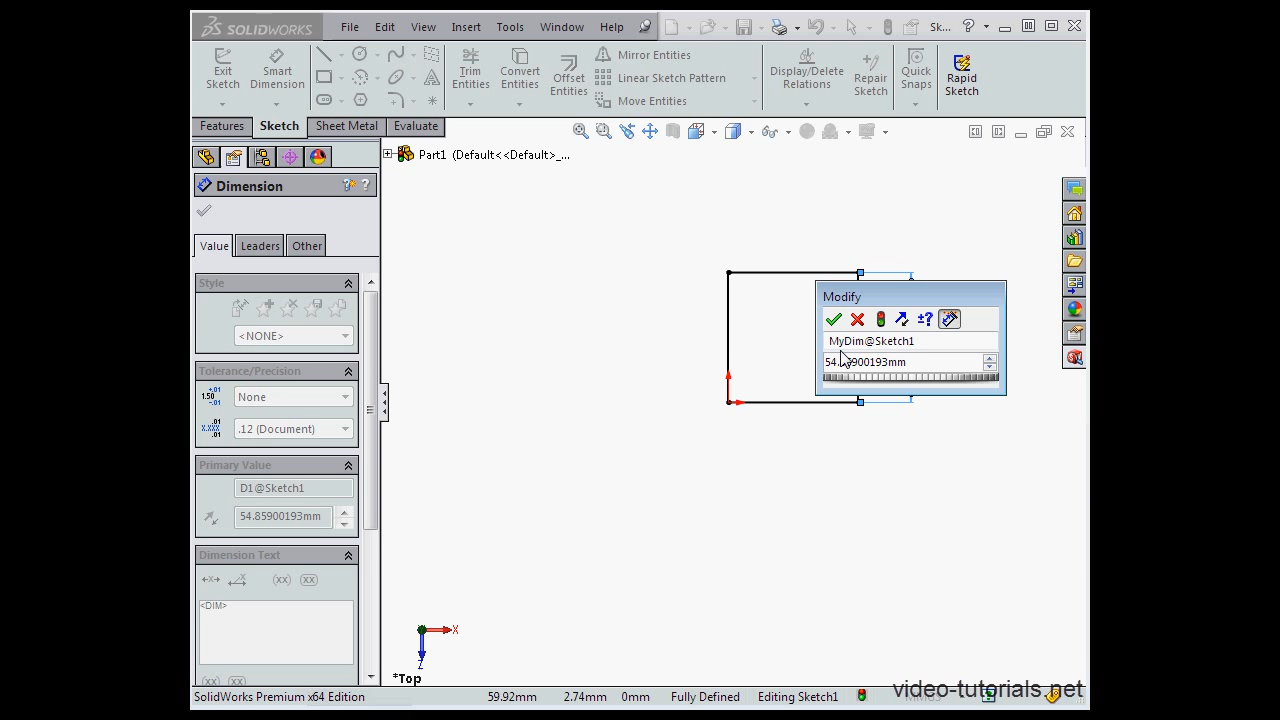 SOLIDWORKS File Edit View Insert Tools Window Help Sk...
Exit Sketch
Smart Dimension
Trim Entities
Convert Entities
Offset Entities
Mirror Entities
Linear Sketch Pattern
Move Entities
Display/Delete Relations
Repair Sketch
Quick Snaps
Rapid Sketch
Features Sketch Sheet Metal Evaluate
Part1 (Default<<Default>_...
Dimension
Value Leaders Other
Style
<NONE>
Tolerance/Precision
None
.12 (Document)
Primary Value
D1@Sketch1
54.85900193mm
Dimension Text
<DIM>
Modify
MyDim@Sketch1
X
Z
*Top
SolidWorks Premium x64 Edition 59.92mm 2.74mm 0mm Fully Defined Editing Sketch1
video-tutorials.net